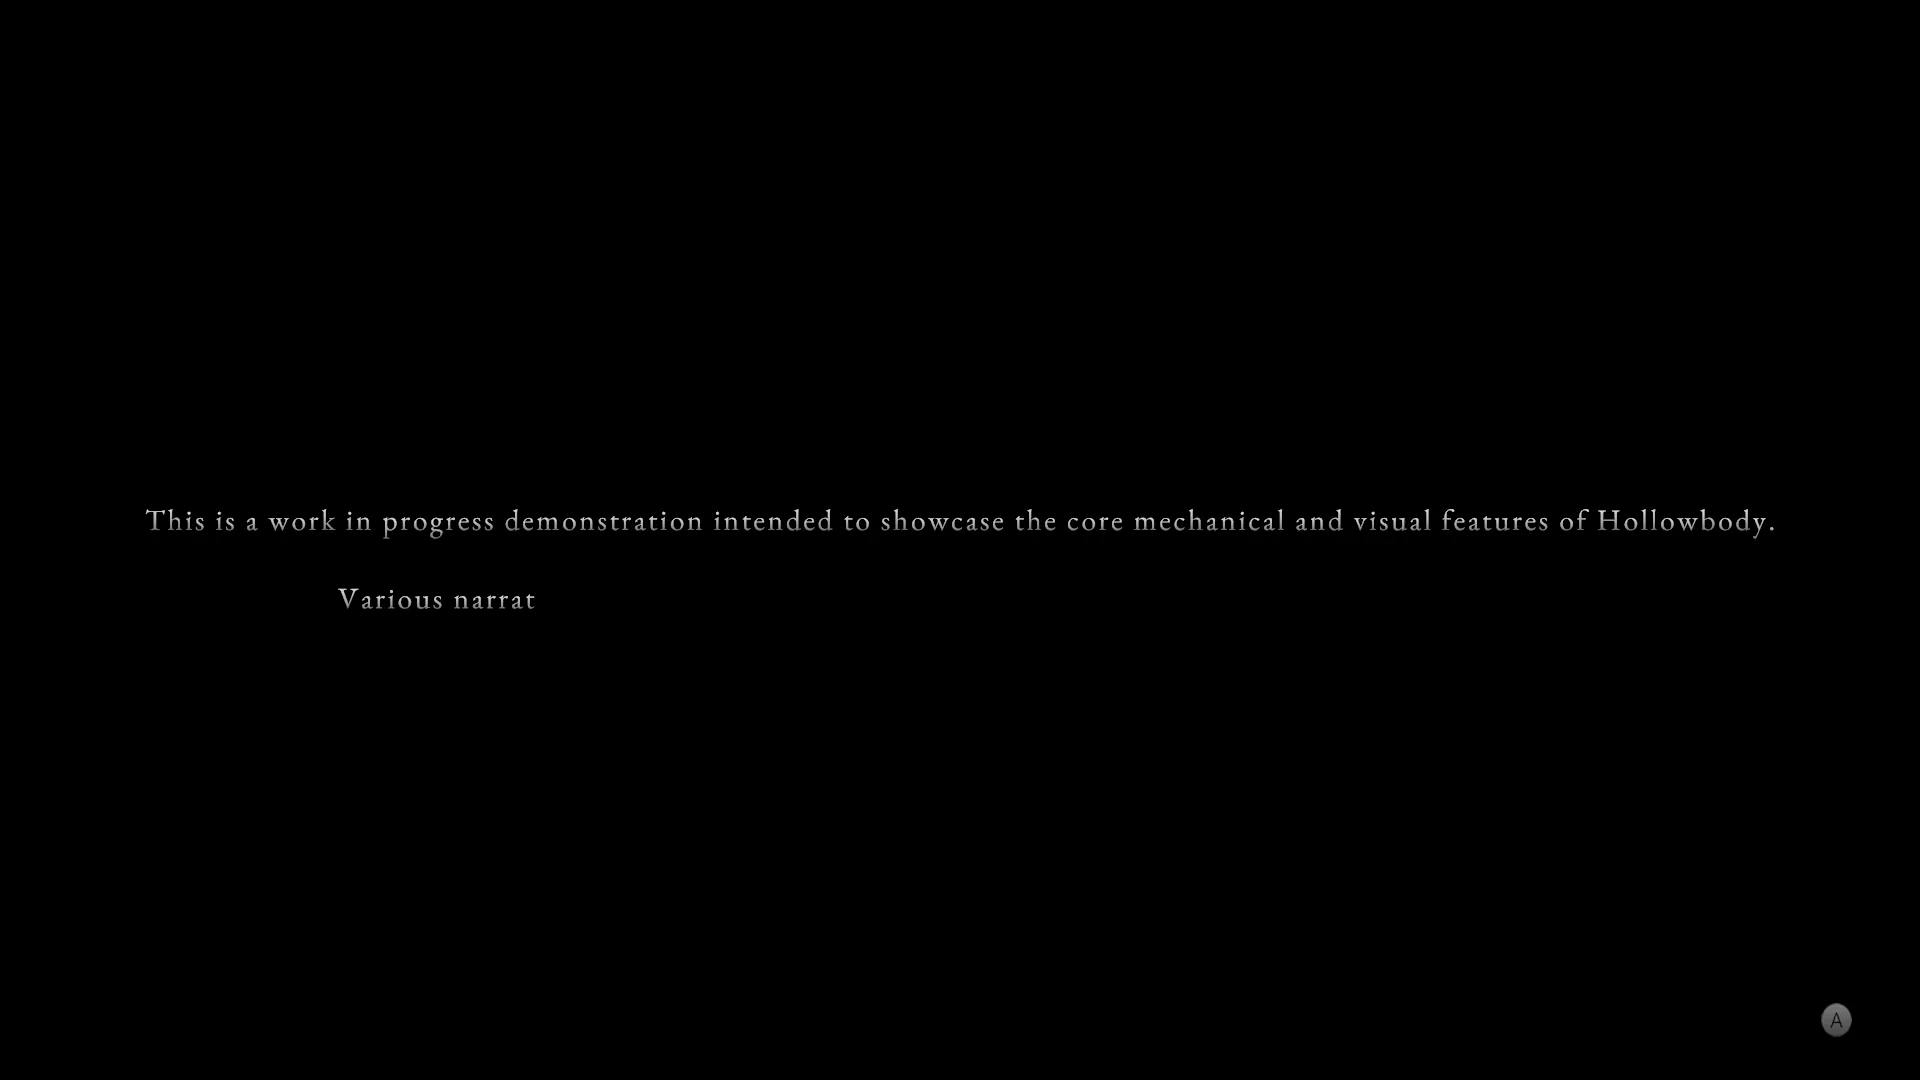 This is a work in progress demonstration intended to showcase the core mechanical and visual features of Hollowbody.
Various narrat
A